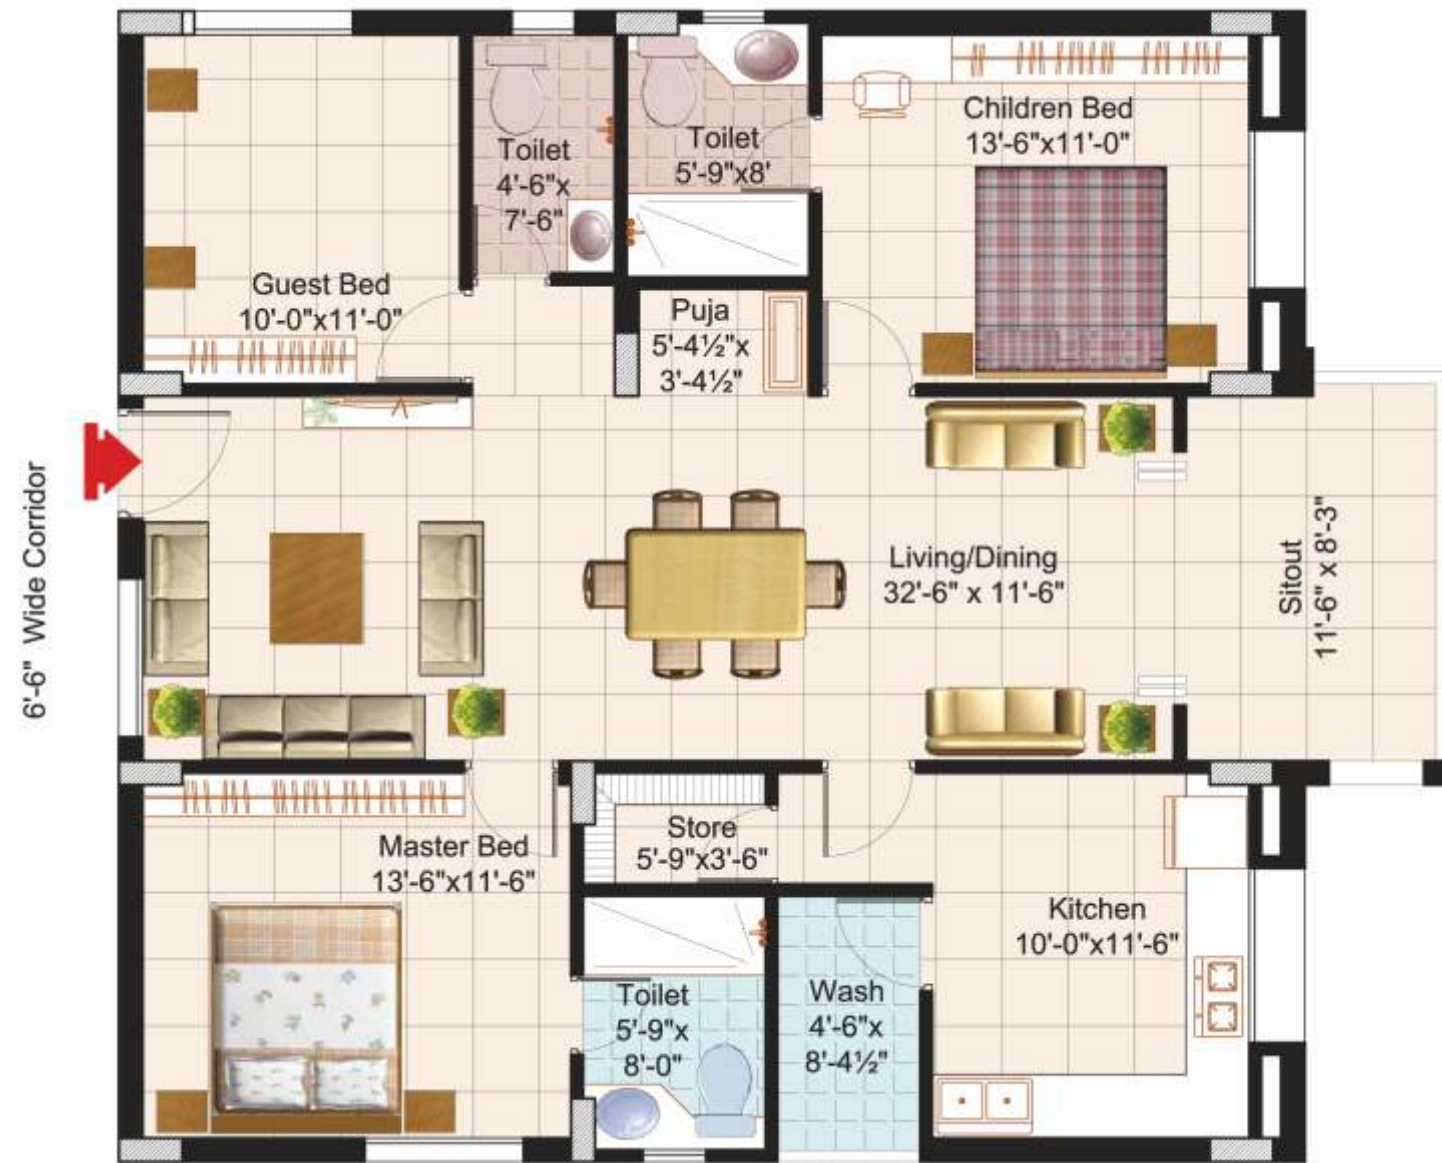 Toilet
4'-6"x
7'-6"
Toilet
5'-9"x8'
Children Bed
13'-6"x11'-0"
Guest Bed
10'-0"x11'-0"
Puja
5'-4½"x
3'-4½"
6'-6" Wide Corridor
Living/Dining
32'-6" x 11'-6"
Sitout
11'-6" x 8'-3"
Master Bed
13'-6"x11'-6"
Store
5'-9"x3'-6"
Kitchen
10'-0"x11'-6"
Toilet
5'-9"x
8'-0"
Wash
4'-6"x
8'-4½"